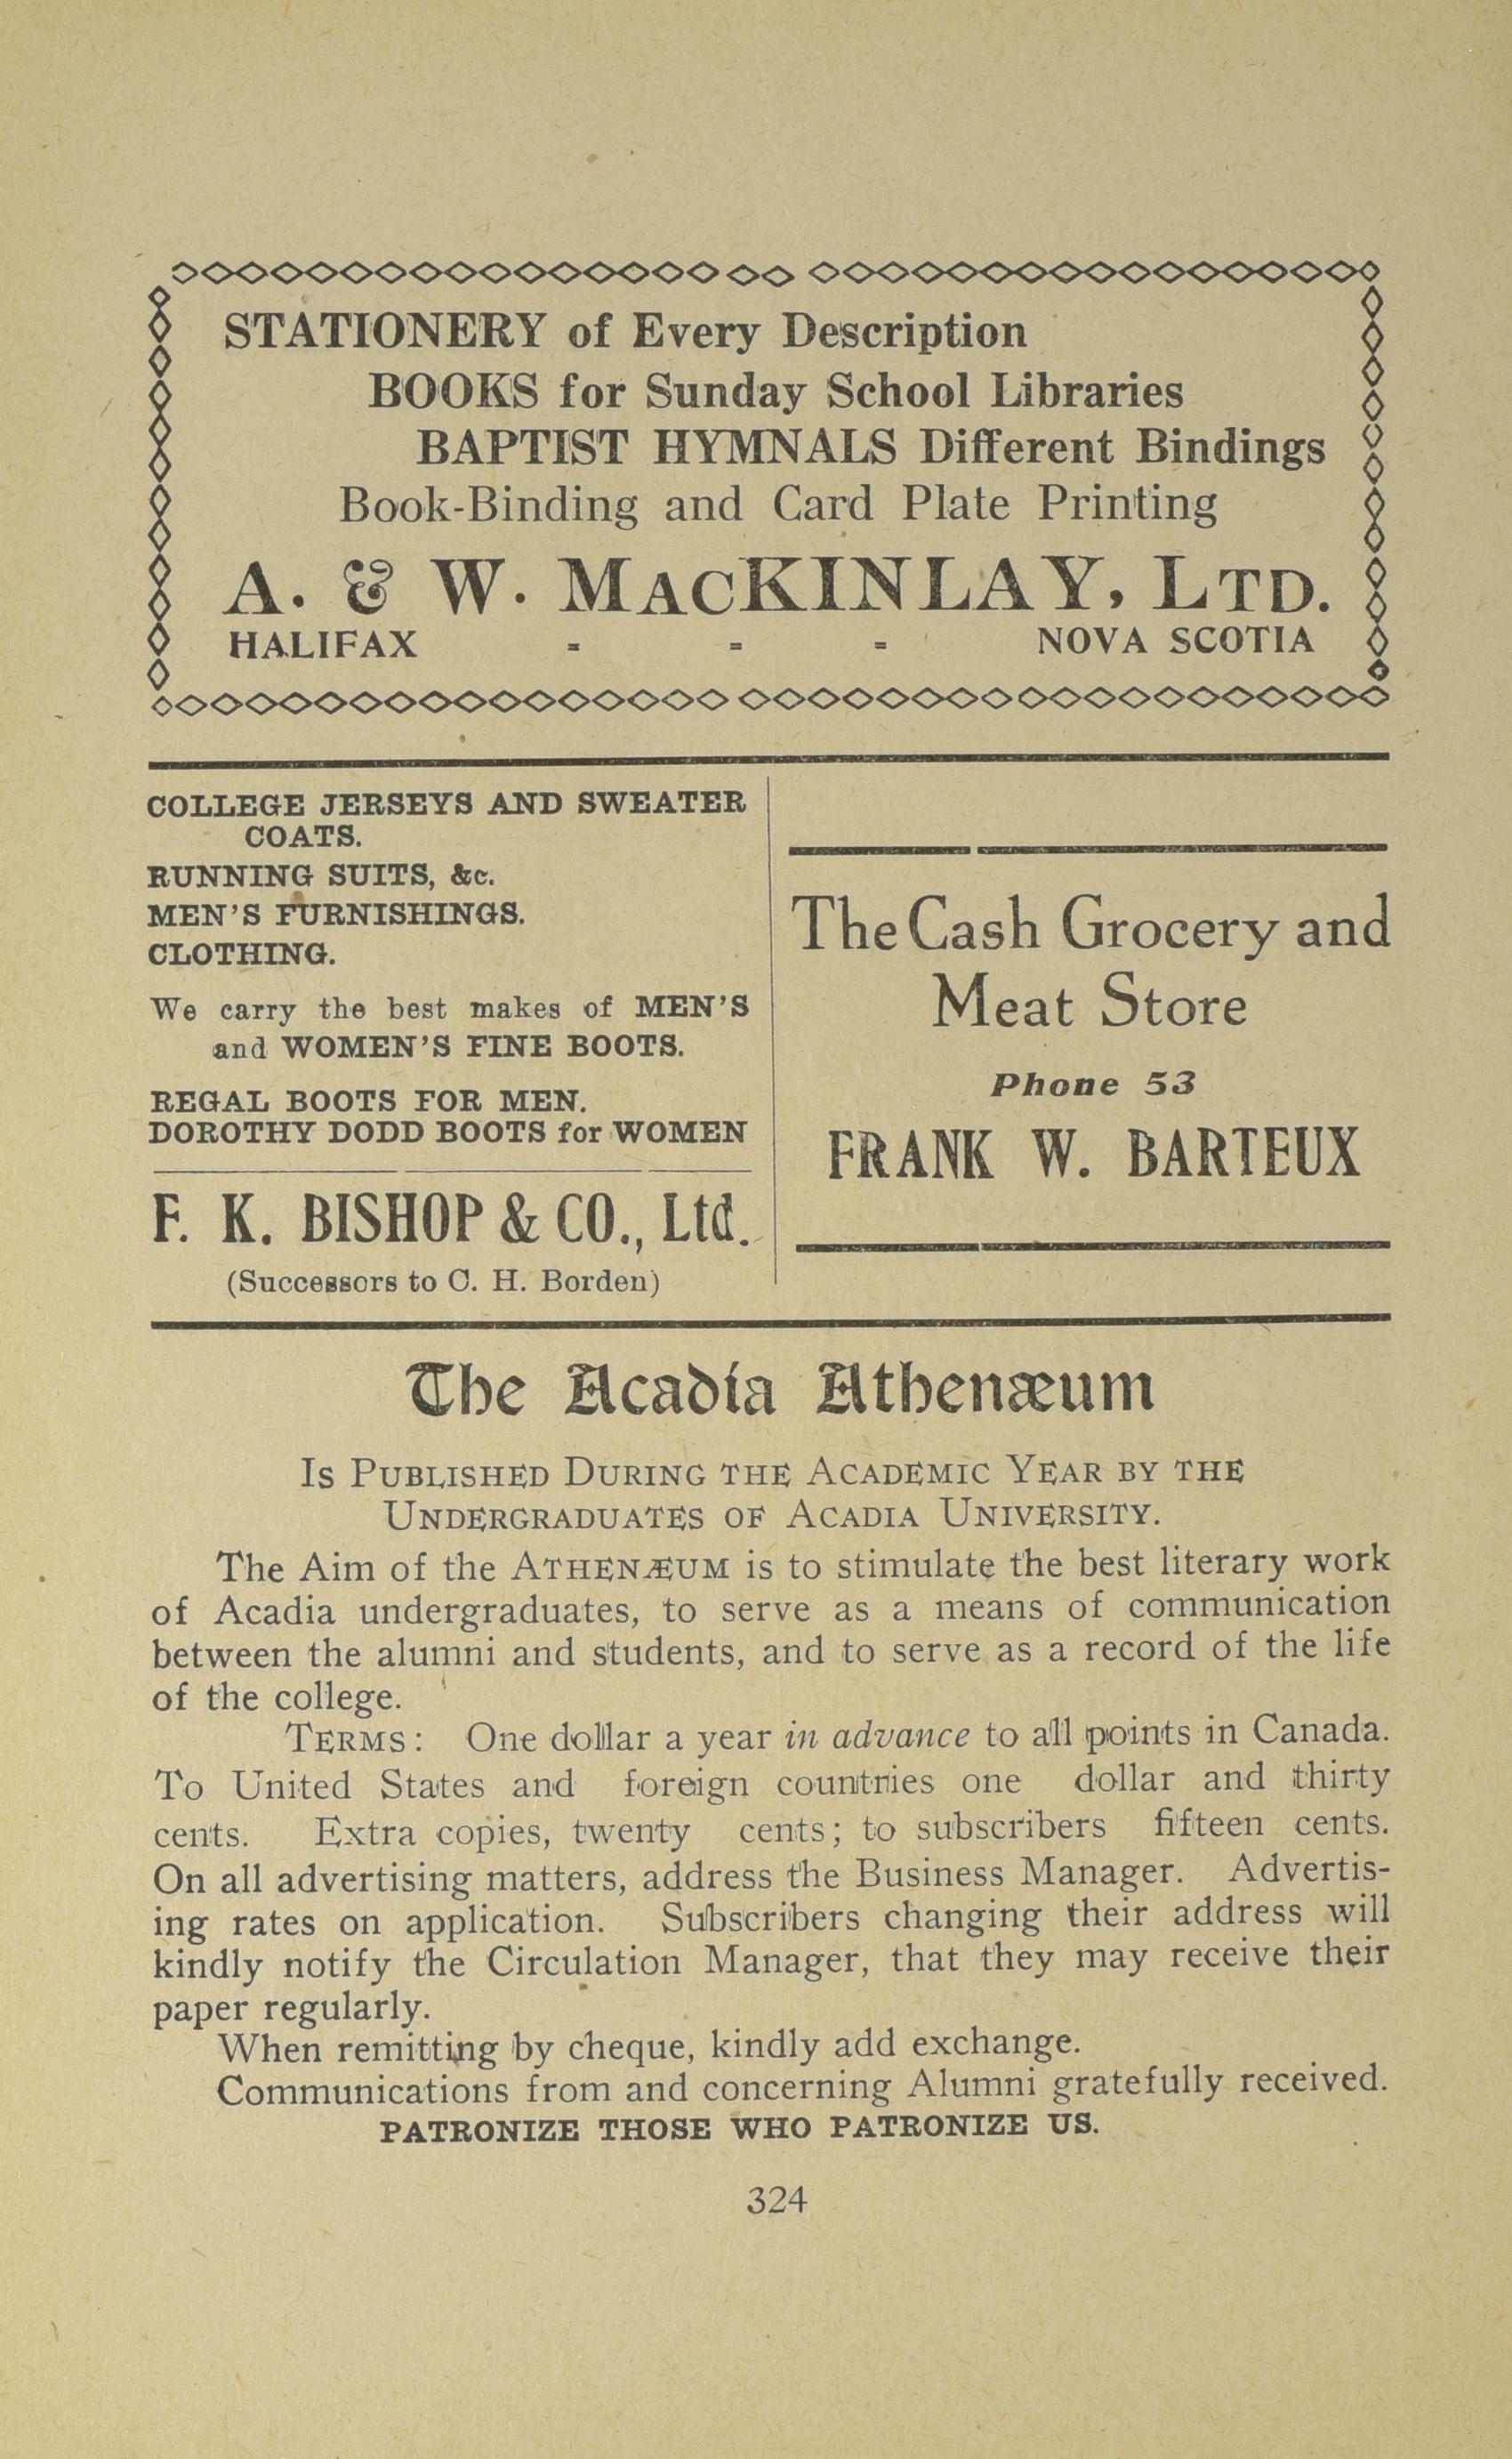 STATIONERY of Every Description
BOOKS for Sunday School Libraries
BAPTIST HYMNALS Different Bindings
Book-Binding and Card Plate Printing
A. & W. MACKINLAY, LTD.
HALIFAX - - - NOVA SCOTIA
COLLEGE JERSEYS AND SWEATER
COATS.
RUNNING SUITS, &c.
MEN'S FURNISHINGS.
CLOTHING.
We carry the best makes of MEN'S
and WOMEN'S FINE BOOTS.
REGAL BOOTS FOR MEN.
DOROTHY DODD BOOTS for WOMEN
F. K. BISHOP & CO., Ltd.
(Successors to C. H. Borden)
The Cash Grocery and
Meat Store
Phone 53
FRANK W. BARTEUX
The Acadia Athenæum
IS PUBLISHED DURING THE ACADEMIC YEAR BY THE
UNDERGRADUATES OF ACADIA UNIVERSITY.
The Aim of the ATHENÆUM is to stimulate the best literary work
of Acadia undergraduates, to serve as a means of communication
between the alumni and students, and to serve as a record of the life
of the college.
TERMS: One dollar a year in advance to all points in Canada.
To United States and foreign countries one dollar and thirty
cents. Extra copies, twenty cents; to subscribers fifteen cents.
On all advertising matters, address the Business Manager. Advertis-
ing rates on application. Subscribers changing their address will
kindly notify the Circulation Manager, that they may receive their
paper regularly.
When remitting by cheque, kindly add exchange.
Communications from and concerning Alumni gratefully received.
PATRONIZE THOSE WHO PATRONIZE US.
324